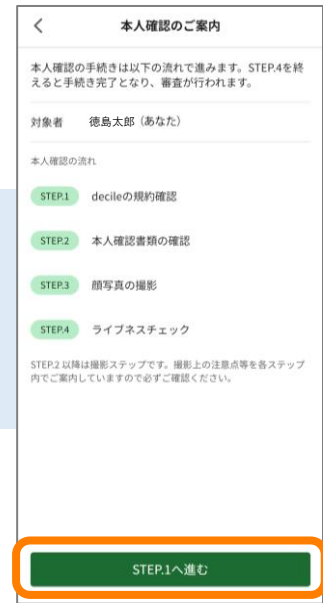 本人確認のご案内
本人確認の手続きは以下の流れで進みます。STEP.4を終
えると手続き完了となり、審査が行われます。
対象者 徳島太郎（あなた）
本人確認の流れ
STEP.1 decileの規約確認
STEP.2 本人確認書類の確認
STEP.3 顔写真の撮影
STEP.4 ライブネスチェック
STEP.2 以降は撮影ステップです。撮影上の注意点等を各ステップ
内でご案内していますので必ずご確認ください。
STEP.1へ進む